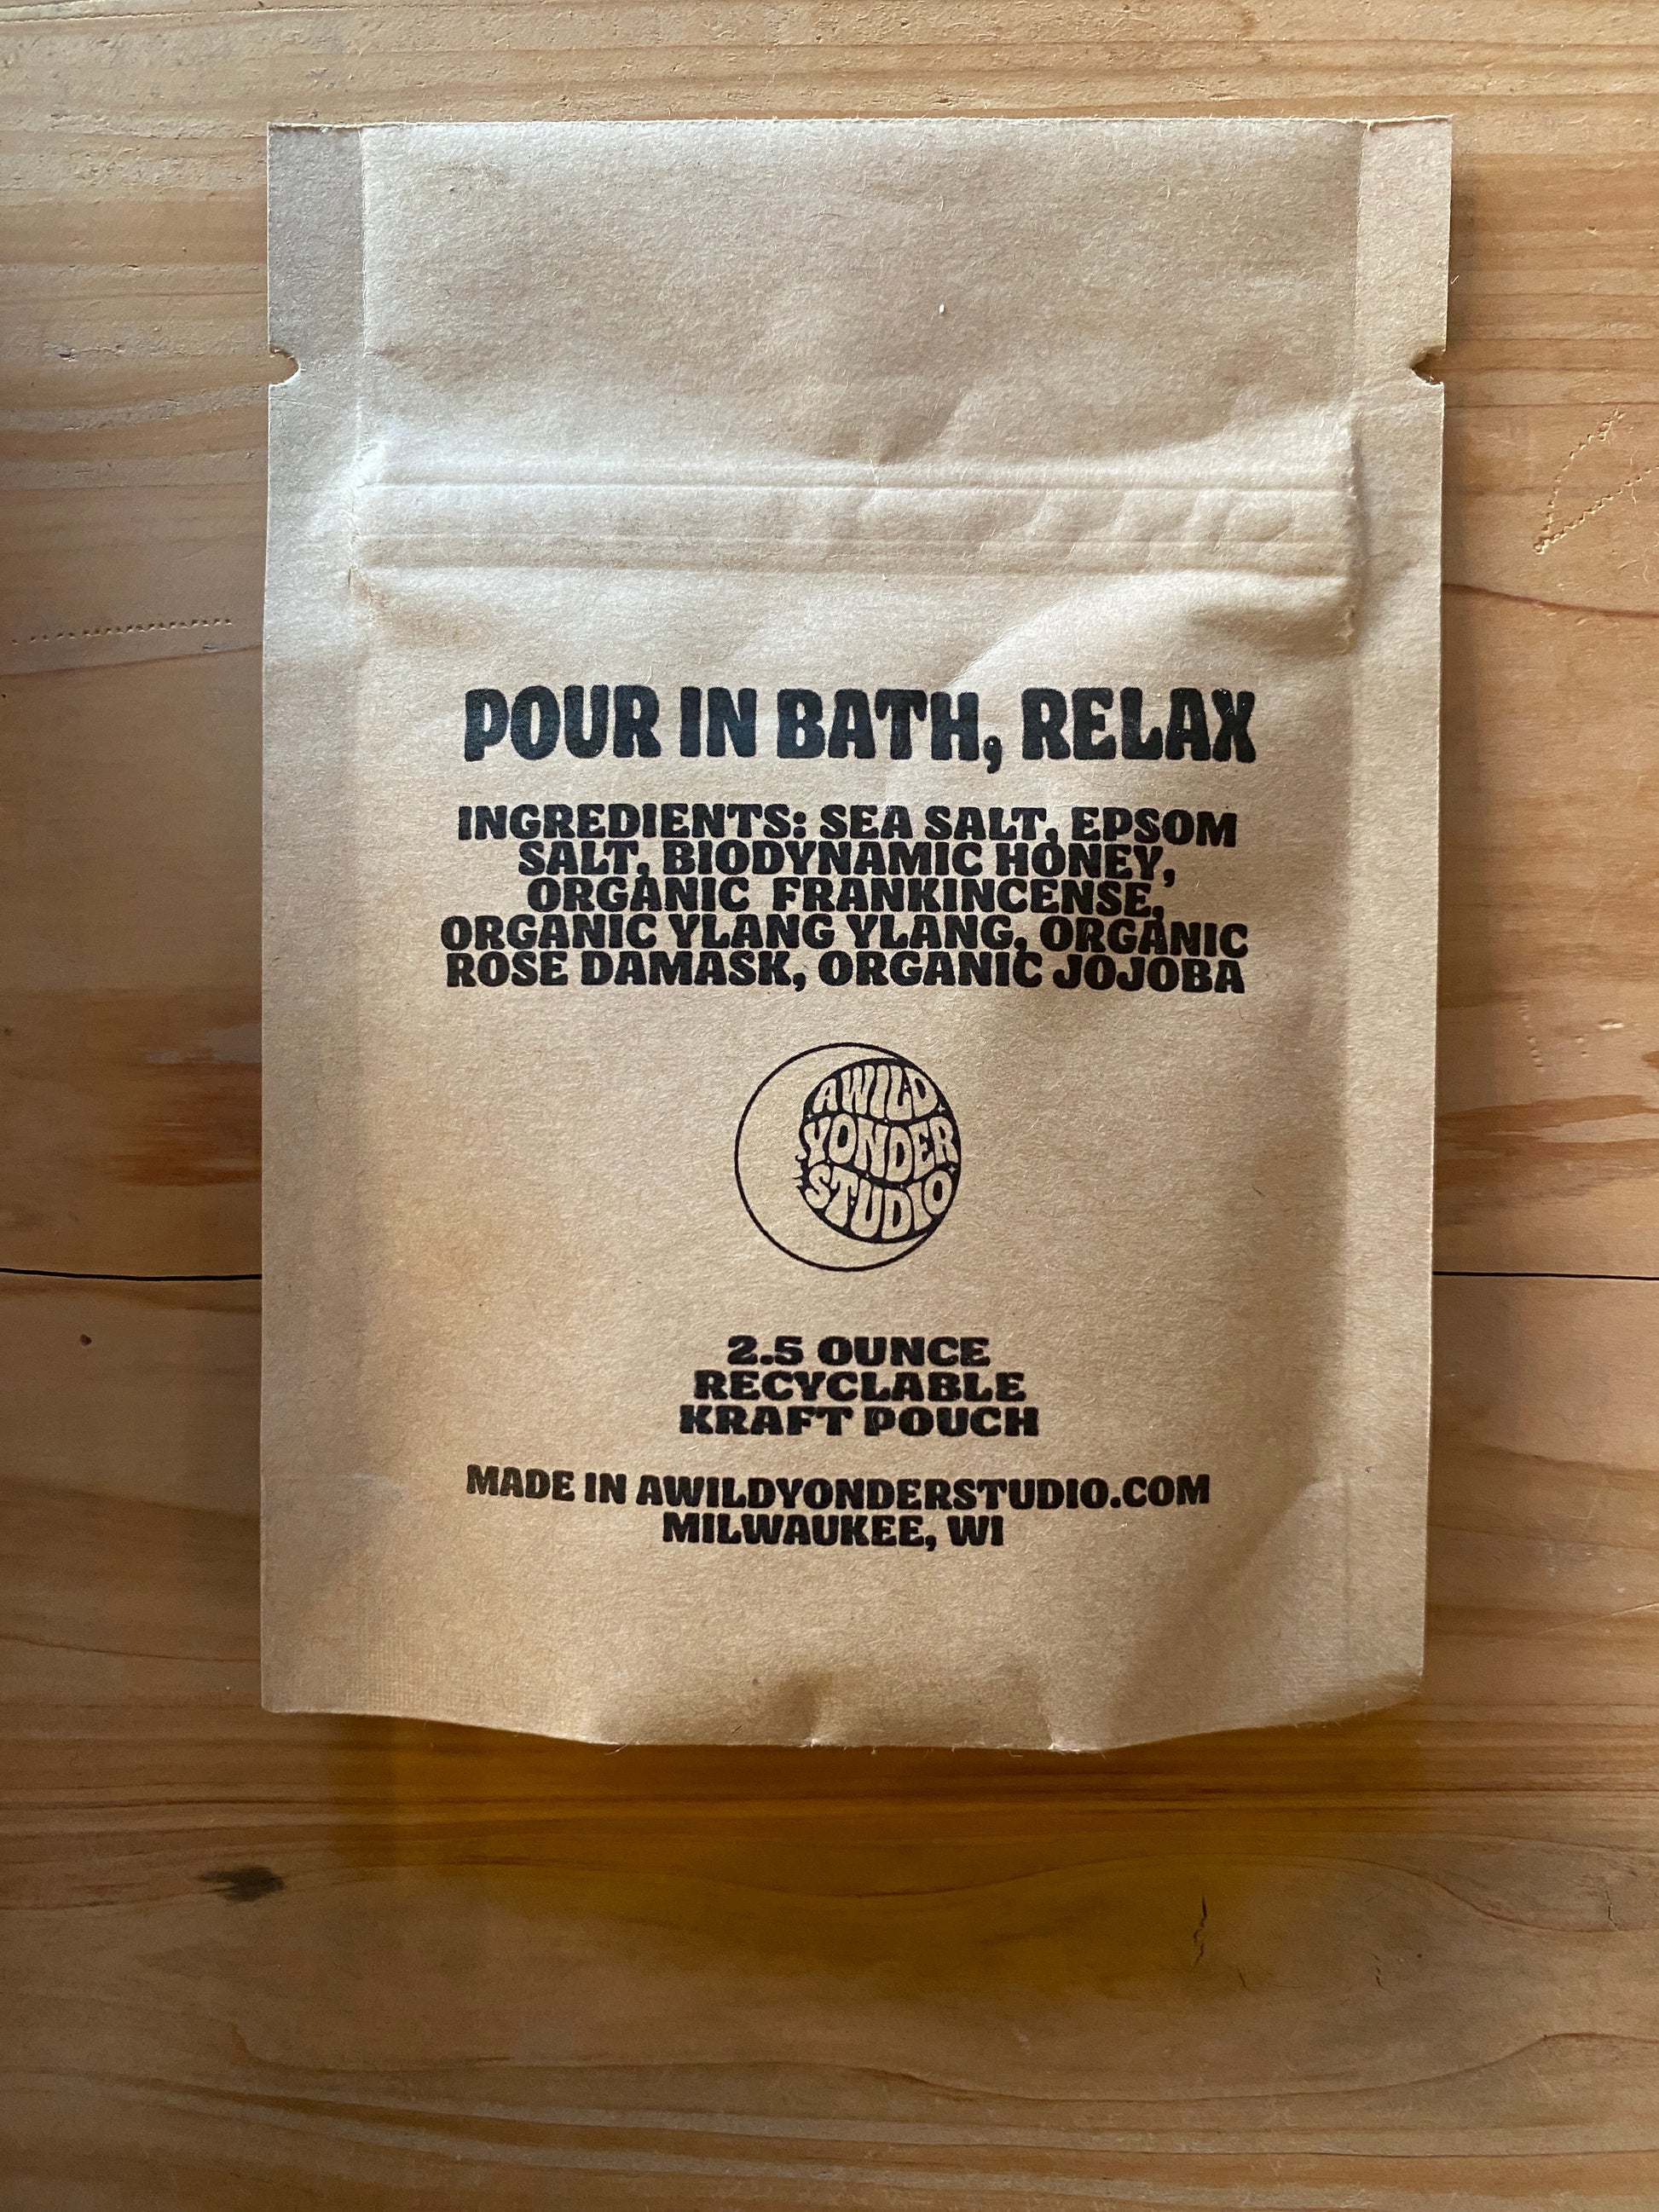 POUR IN BATH, RELAX
INGREDIENTS: SEA SALT, EPSOM
SALT, BIODYNAMIC HONEY,
ORGANIC FRANKINCENSE,
ORGANIC YLANG YLANG, ORGANIC
ROSE DAMASK, ORGANIC JOJOBA
A WILD
YONDER
STUDIO
2.5 OUNCE
RECYCLABLE
KRAFT POUCH
MADE IN AWILDYONDERSTUDIO.COM
MILWAUKEE, WI